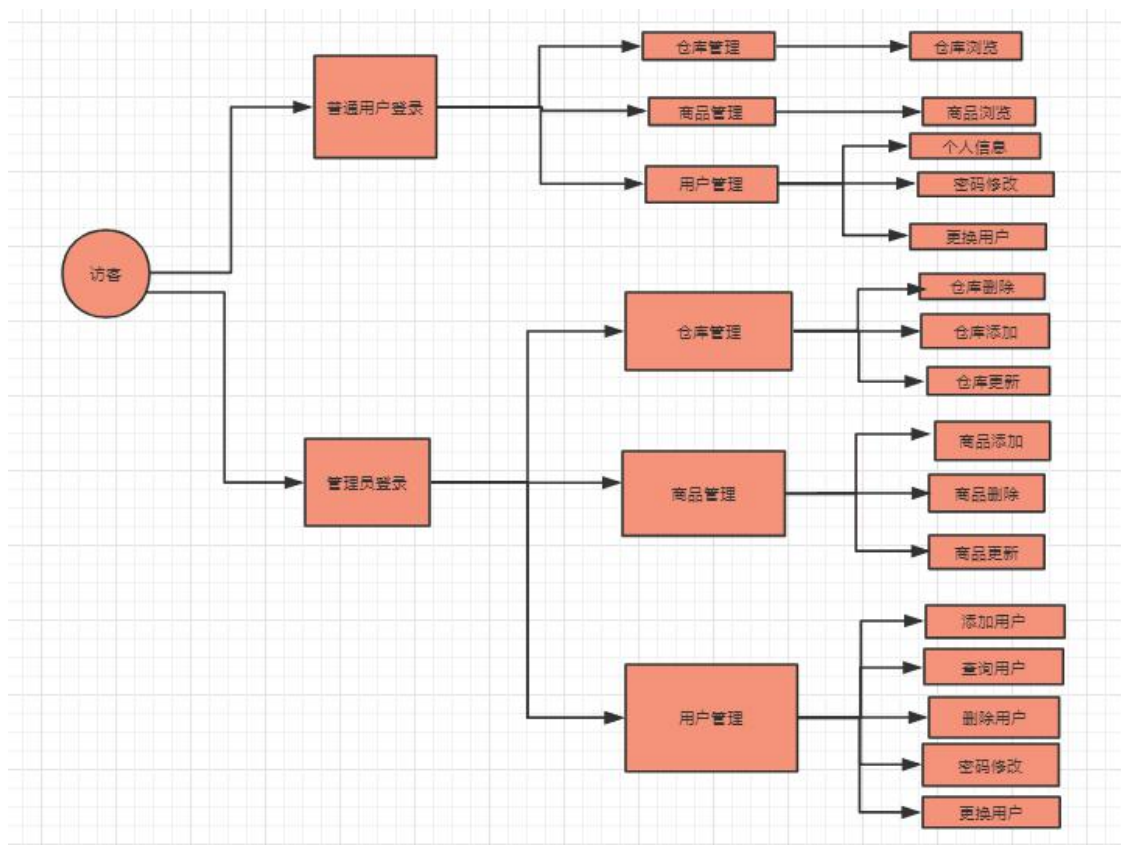 访客
普通用户登录
仓库管理
仓库浏览
商品管理
商品浏览
用户管理
个人信息
密码修改
更换用户
管理员登录
仓库管理
仓库删除
仓库添加
仓库更新
商品管理
商品添加
商品删除
商品更新
用户管理
添加用户
查询用户
删除用户
密码修改
更换用户